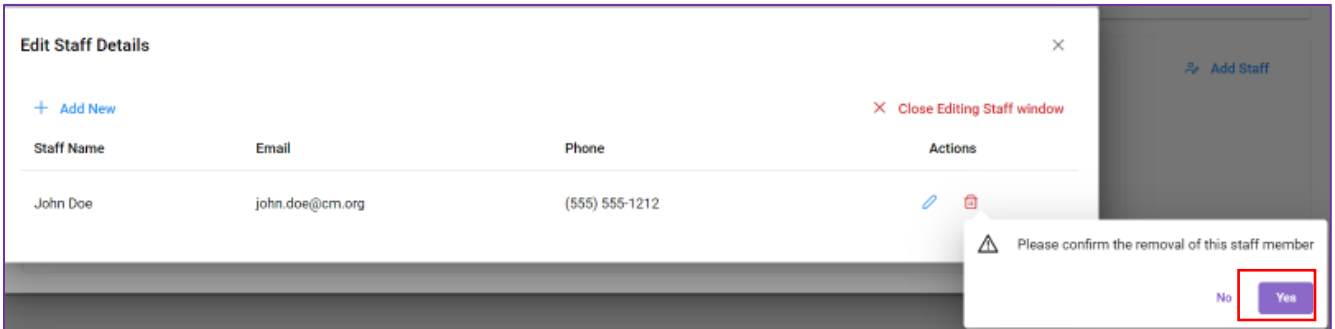 Edit Staff Details
Add Staff
Add New
Close Editing Staff window
Staff Name Email Phone Actions
John Doe john.doe@cm.org (555) 555-1212
Please confirm the removal of this staff member
No Yes